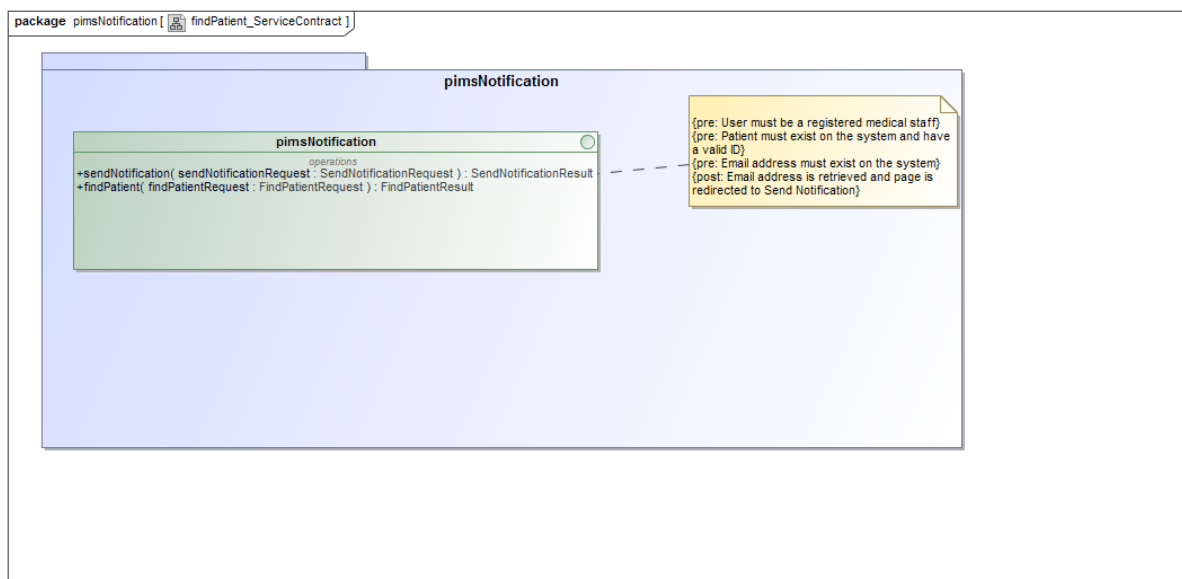 package pimsNotification [ findPatient_ServiceContract ]
pimsNotification
pimsNotification
operations
+sendNotification( sendNotificationRequest : SendNotificationRequest ) : SendNotificationResult
+findPatient( findPatientRequest : FindPatientRequest ) : FindPatientResult
{pre: User must be a registered medical staff}
{pre: Patient must exist on the system and have
a valid ID}
{pre: Email address must exist on the system}
{post: Email address is retrieved and page is
redirected to Send Notification}